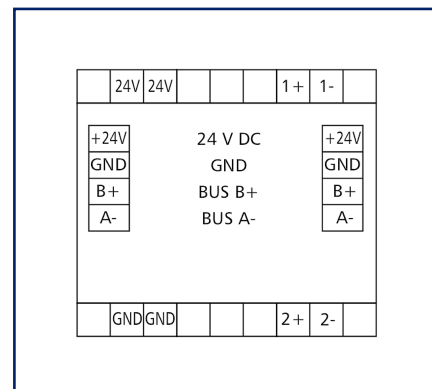 24V 24V 1+ 1-
+24V 24 V DC +24V
GND GND GND
B+ BUS B+ B+
A- BUS A- A-
GND GND 2+ 2-